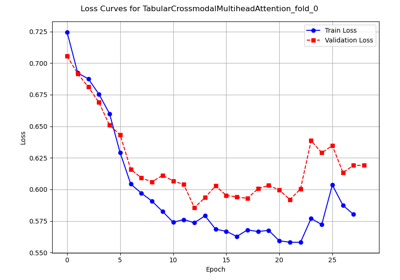 Loss Curves for TabularCrossmodalMultiheadAttention_fold_0
Train Loss
Validation Loss
0.725
0.700
0.675
0.650
0.625
0.600
0.575
0.550
Loss
0 5 10 15 20 25
Epoch